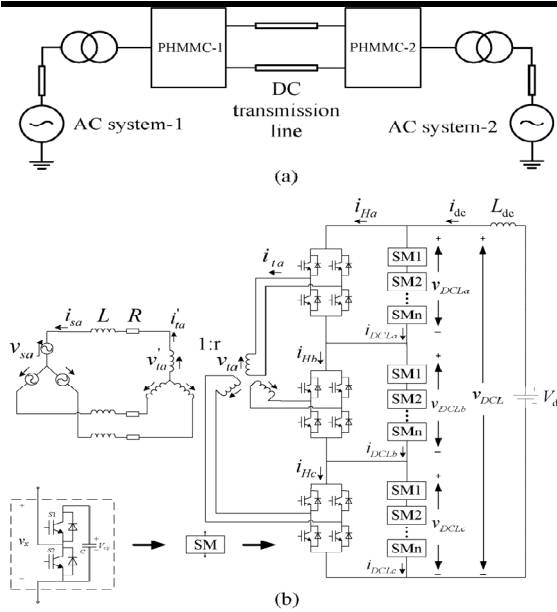 PHMMC-1
PHMMC-2
DC
transmission
line
AC system-1
AC system-2
(a)
i_Ha
i_dc
L_dc
i_ta
SM1
SM2
SMn
v_DCLa
i_sa
L
R
i'_ta
1:r
v_sa
v'_ta
v_ta
i_DCLa
i_Hb
SM1
SM2
SMn
v_DCLb
v_DCL
V_d
i_DCLb
i_Hc
SM1
SM2
SMn
v_DCLc
i_DCLc
S1
S2
v_x
C
SM
(b)